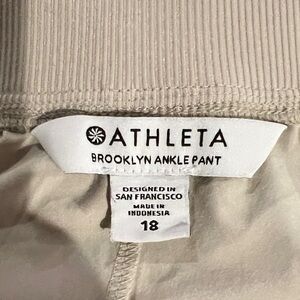 ATHLETA
BROOKLYN ANKLE PANT
DESIGNED IN
SAN FRANCISCO
MADE IN
INDONESIA
18